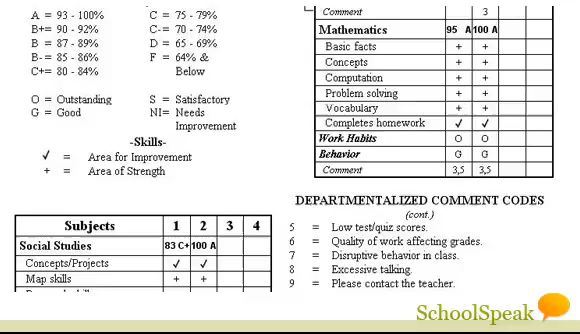 A = 93 - 100% C = 75 - 79%
B+= 90 - 92% C- = 70 - 74%
B = 87 - 89% D = 65 - 69%
B- = 85 - 86% F = 64% &
C+= 80 - 84% Below
O = Outstanding S = Satisfactory
G = Good NI= Needs
Improvement
-Skills-
✓ = Area for Improvement
+ = Area of Strength
Subjects 1 2 3 4
Social Studies 83 C+ 100 A
Concepts/Projects ✓ ✓
Map skills + +
Comment 3
Mathematics 95 A 100 A
Basic facts + +
Concepts + +
Computation + +
Problem solving + +
Vocabulary + +
Completes homework ✓ ✓
Work Habits O O
Behavior G G
Comment 3,5 3,5
DEPARTMENTALIZED COMMENT CODES
(cont.)
5 = Low test/quiz scores.
6 = Quality of work affecting grades.
7 = Disruptive behavior in class.
8 = Excessive talking.
9 = Please contact the teacher.
SchoolSpeak